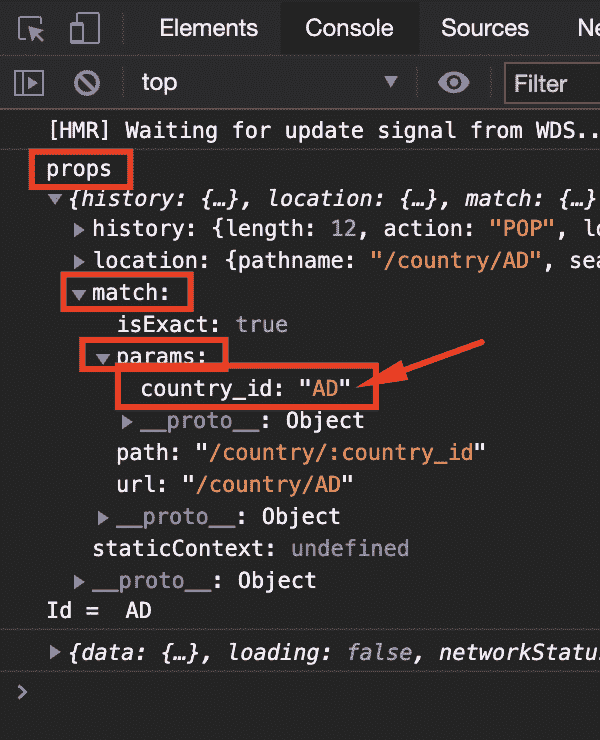 Elements Console Sources Ne
top Filter
[HMR] Waiting for update signal from WDS...
props
{history: {…}, location: {…}, match: {…}
history: {length: 12, action: "POP", lo
location: {pathname: "/country/AD", sea
match:
isExact: true
params:
country_id: "AD"
__proto__: Object
path: "/country/:country_id"
url: "/country/AD"
__proto__: Object
staticContext: undefined
__proto__: Object
Id = AD
{data: {…}, loading: false, networkStatu